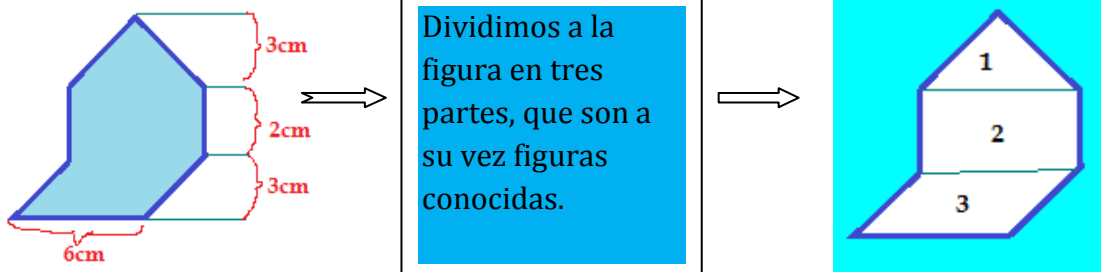 3cm
2cm
3cm
6cm
Dividimos a la
figura en tres
partes, que son a
su vez figuras
conocidas.
1
2
3